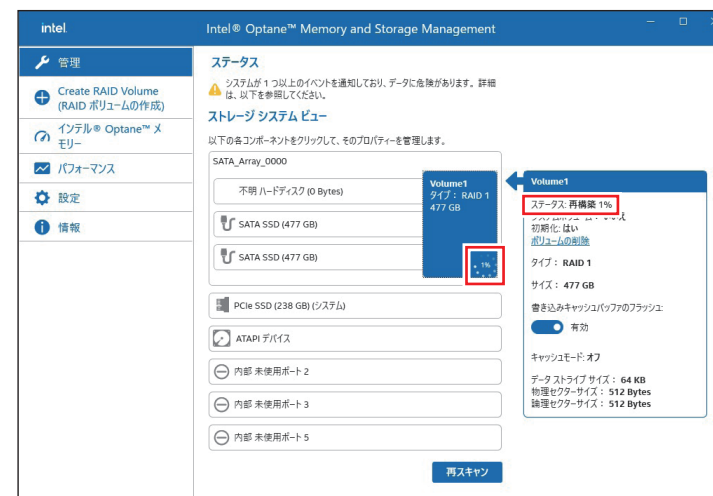 intel
Intel® Optane™ Memory and Storage Management
管理
Create RAID Volume
(RAID ボリュームの作成)
インテル® Optane™ メ
モリー
パフォーマンス
設定
情報
ステータス
システムが 1 つ以上のイベントを通知しており、データに危険があります。詳細
は、以下を参照してください。
ストレージ システム ビュー
以下の各コンポーネントをクリックして、そのプロパティーを管理します。
SATA_Array_0000
不明 ハードディスク (0 Bytes)
SATA SSD (477 GB)
SATA SSD (477 GB)
Volume1
タイプ： RAID 1
477 GB
1%
PCIe SSD (238 GB) (システム)
ATAPI デバイス
内部 未使用ポート 2
内部 未使用ポート 3
内部 未使用ポート 5
再スキャン
Volume1
ステータス: 再構築 1%
初期化: はい
ボリュームの削除
タイプ： RAID 1
サイズ： 477 GB
書き込みキャッシュバッファのフラッシュ:
有効
キャッシュモード: オフ
データ ストライプ サイズ： 64 KB
物理セクターサイズ： 512 Bytes
論理セクターサイズ： 512 Bytes